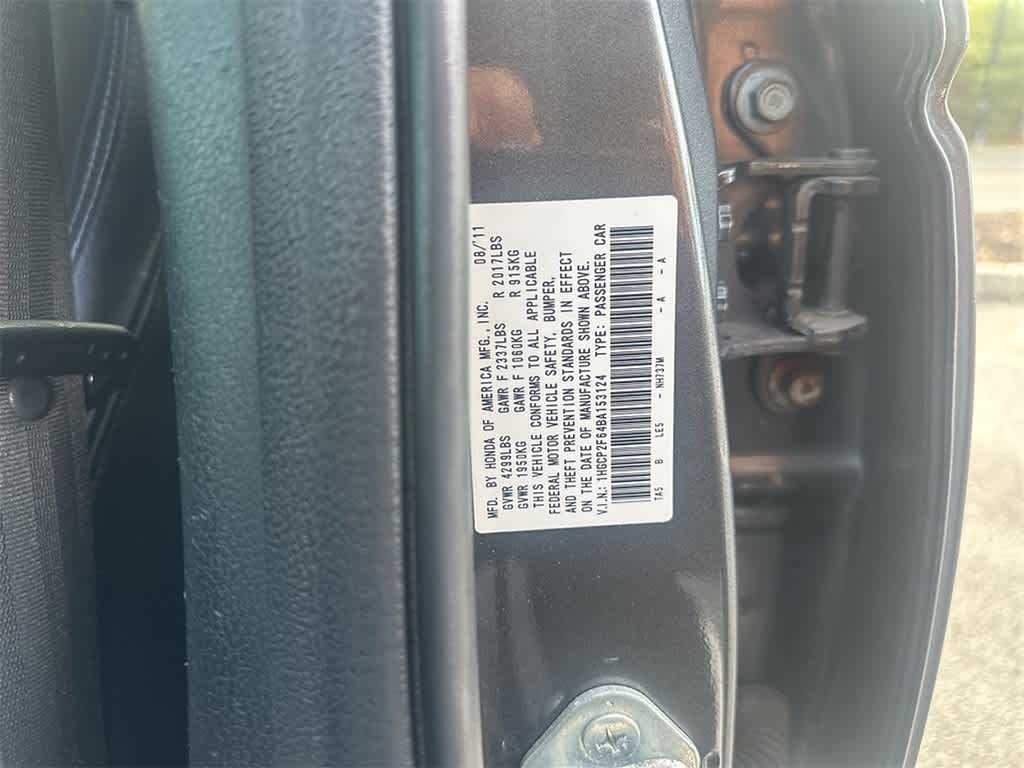 MFD. BY HONDA OF AMERICA MFG., INC. 08/'11
GVWR 4299LBS GAWR F 2337LBS R 2017LBS
GVWR 1950KG GAWR F 1060KG R 915KG
THIS VEHICLE CONFORMS TO ALL APPLICABLE
FEDERAL MOTOR VEHICLE SAFETY, BUMPER,
AND THEFT PREVENTION STANDARDS IN EFFECT
ON THE DATE OF MANUFACTURE SHOWN ABOVE.
V.I.N.: 1HGCP2F64BA153124 TYPE: PASSENGER CAR
TA5 B LE5 - NH737M - A - A